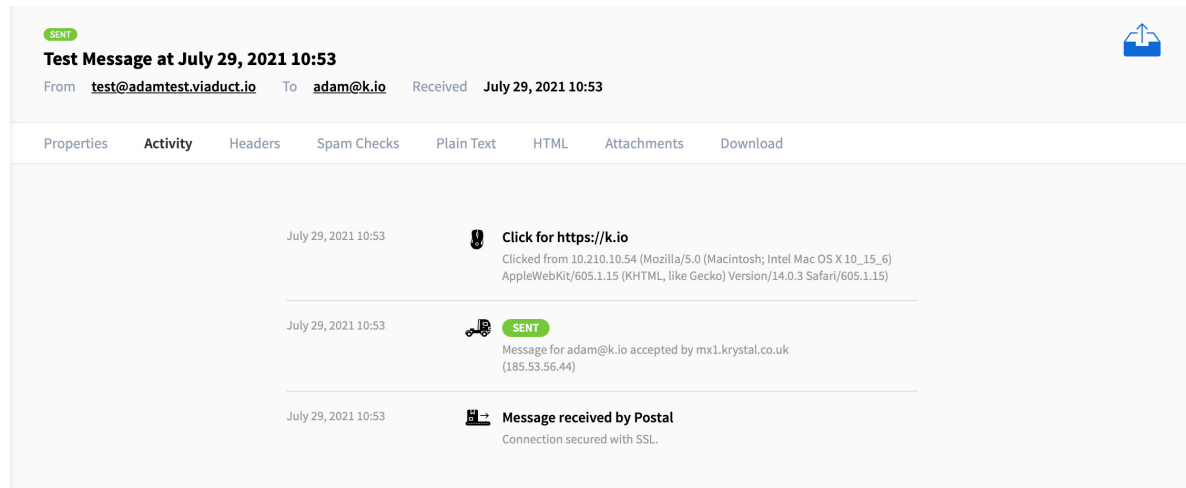 SENT
Test Message at July 29, 2021 10:53
From test@adamtest.viaduct.io To adam@k.io Received July 29, 2021 10:53
Properties Activity Headers Spam Checks Plain Text HTML Attachments Download
July 29, 2021 10:53 Click for https://k.io
Clicked from 10.210.10.54 (Mozilla/5.0 (Macintosh; Intel Mac OS X 10_15_6)
AppleWebKit/605.1.15 (KHTML, like Gecko) Version/14.0.3 Safari/605.1.15)
July 29, 2021 10:53 SENT
Message for adam@k.io accepted by mx1.krystal.co.uk
(185.53.56.44)
July 29, 2021 10:53 Message received by Postal
Connection secured with SSL.